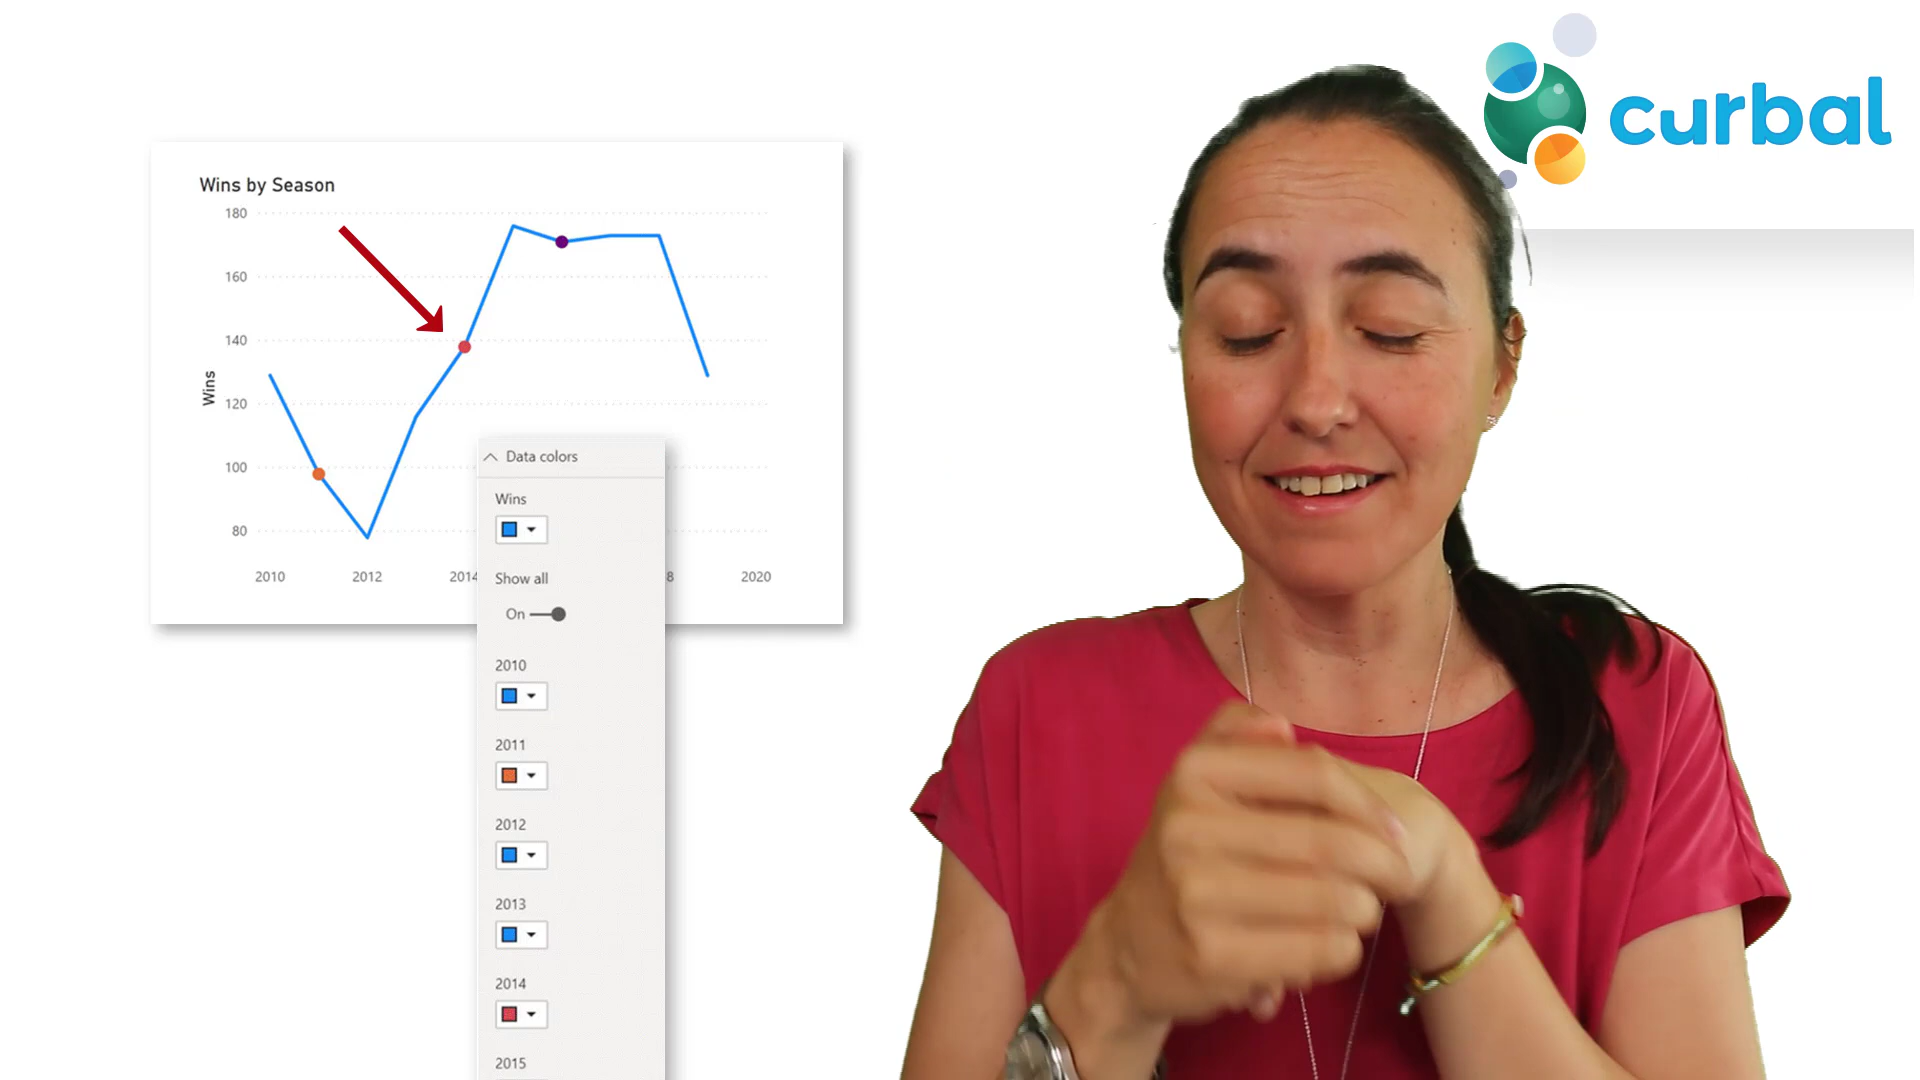 curbal
Wins by Season
180
160
140
120
100
80
Wins
2010 2012 2014 8 2020
Data colors
Wins
Show all
On
2010
2011
2012
2013
2014
2015